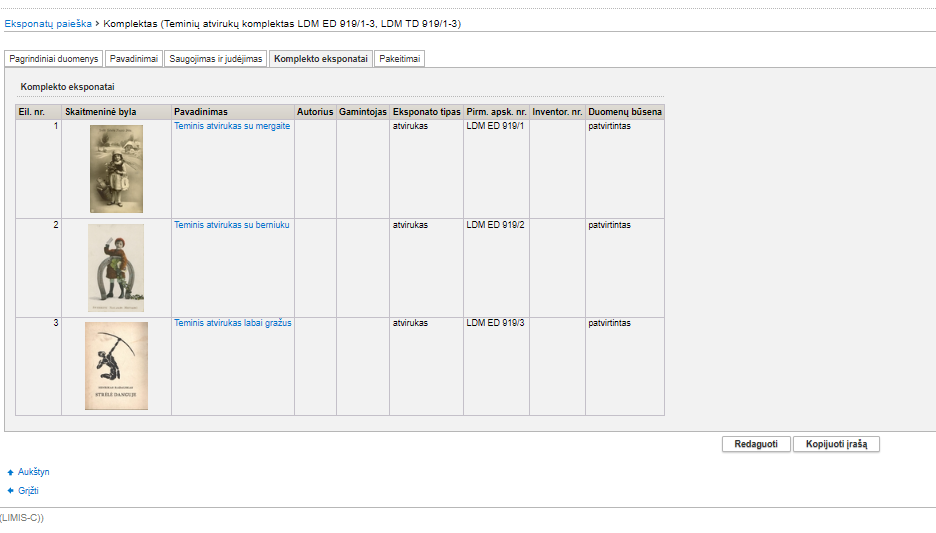 Eksponatų paieška › Komplektas (Teminių atvirukų komplektas LDM ED 919/1-3, LDM TD 919/1-3)
Pagrindiniai duomenys Pavadinimai Saugojimas ir judėjimas Komplekto eksponatai Pakeitimai
Komplekto eksponatai
Eil. nr. Skaitmeninė byla Pavadinimas Autorius Gamintojas Eksponato tipas Pirm. apsk. nr. Inventor. nr. Duomenų būsena
1 Teminis atvirukas su mergaite atvirukas LDM ED 919/1 patvirtintas
2 Teminis atvirukas su berniuku atvirukas LDM ED 919/2 patvirtintas
3 Teminis atvirukas labai gražus atvirukas LDM ED 919/3 patvirtintas
STRĖLĖ DANGUJE
Redaguoti Kopijuoti įrašą
Aukštyn
Grįžti
(LIMIS-C))